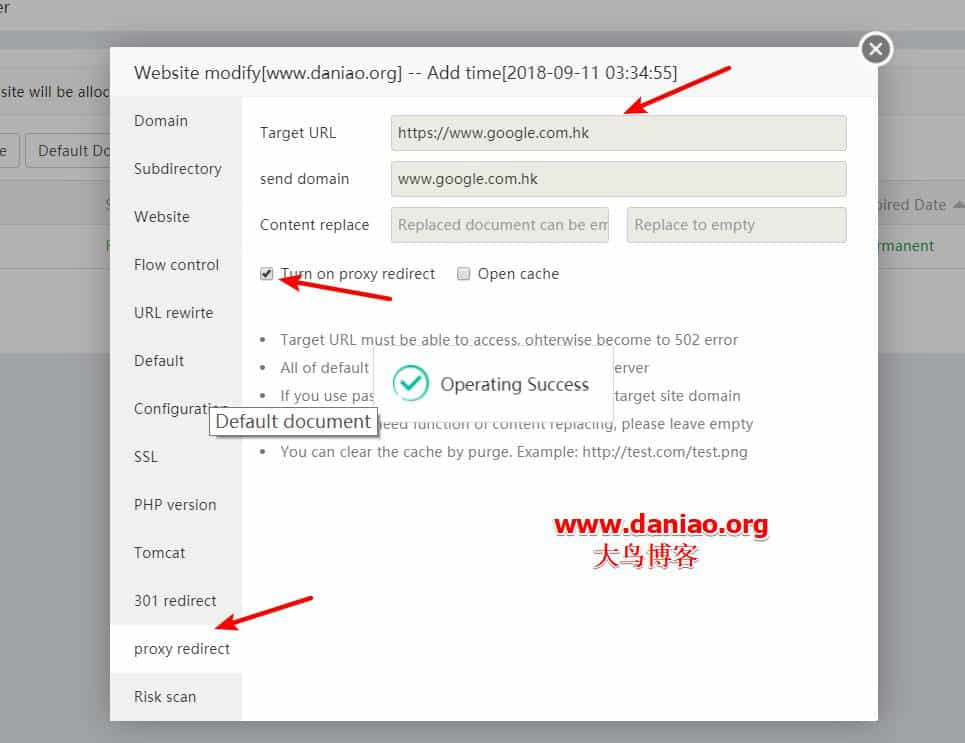 er
Website modify[www.daniao.org] -- Add time[2018-09-11 03:34:55]
site will be alloc
Domain
Target URL
https://www.google.com.hk
Default Do
Subdirectory
send domain
www.google.com.hk
Website
Content replace
Replaced document can be em
Replace to empty
pired Date
Flow control
Turn on proxy redirect
Open cache
rmanent
URL rewirte
Target URL must be able to access, ohterwise become to 502 error
Default
All of default
erver
Operating Success
If you use pas
target site domain
Configuration
Default document
need function of content replacing, please leave empty
SSL
You can clear the cache by purge. Example: http://test.com/test.png
PHP version
www.daniao.org
大鸟博客
Tomcat
301 redirect
proxy redirect
Risk scan